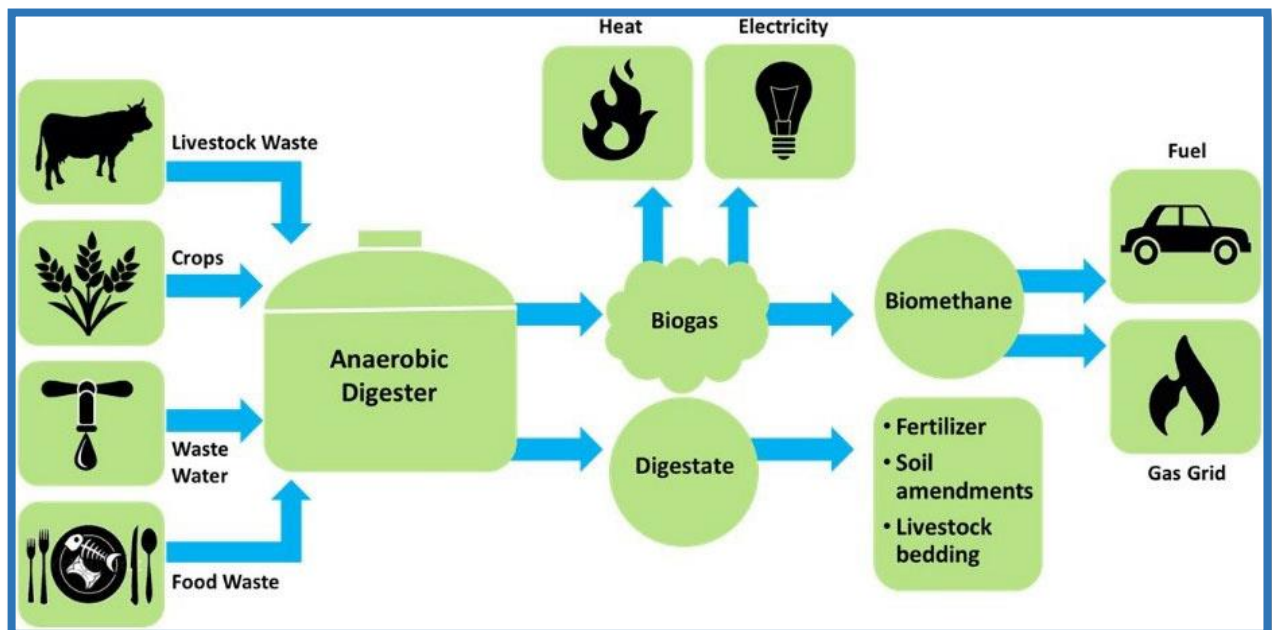 Heat
Electricity
Livestock Waste
Fuel
Crops
Biogas
Biomethane
Anaerobic
Digester
Waste
Water
Digestate
• Fertilizer
• Soil
amendments
• Livestock
bedding
Gas Grid
Food Waste